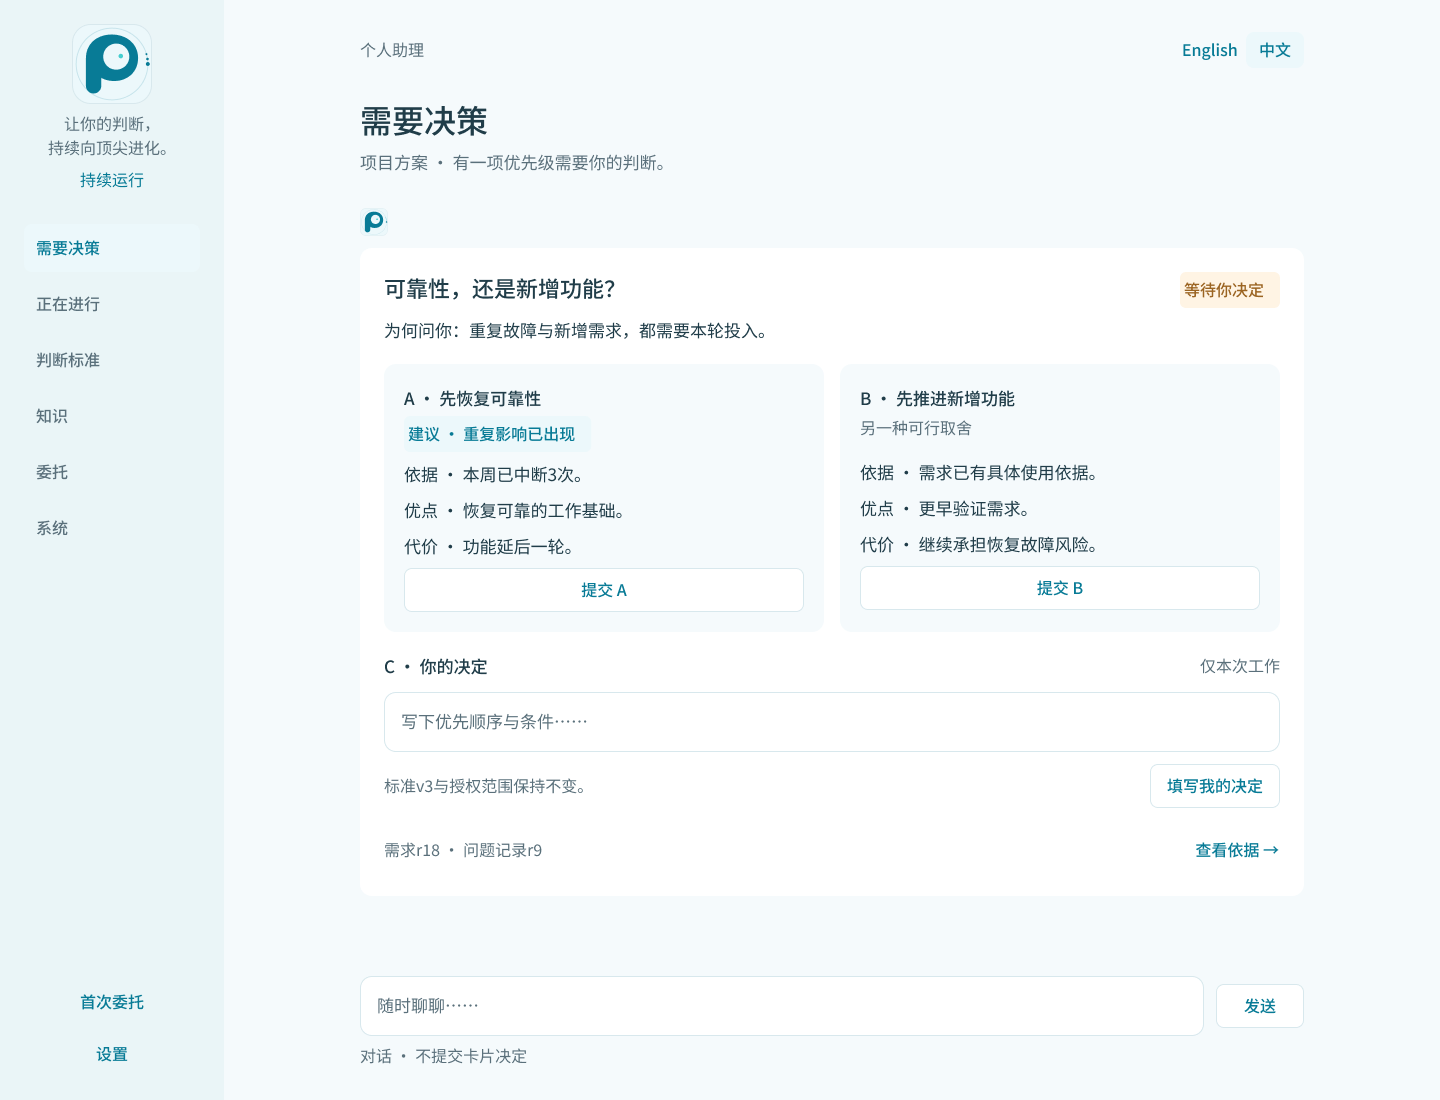 让你的判断，
持续向顶尖进化。
持续运行
需要决策
正在进行
判断标准
知识
委托
系统
首次委托
设置
个人助理
English 中文
需要决策
项目方案 · 有一项优先级需要你的判断。
可靠性，还是新增功能？
等待你决定
为何问你：重复故障与新增需求，都需要本轮投入。
A · 先恢复可靠性
建议 · 重复影响已出现
依据 · 本周已中断3次。
优点 · 恢复可靠的工作基础。
代价 · 功能延后一轮。
提交 A
B · 先推进新增功能
另一种可行取舍
依据 · 需求已有具体使用依据。
优点 · 更早验证需求。
代价 · 继续承担恢复故障风险。
提交 B
C · 你的决定
仅本次工作
写下优先顺序与条件……
标准v3与授权范围保持不变。
填写我的决定
需求r18 · 问题记录r9
查看依据 →
随时聊聊……
发送
对话 · 不提交卡片决定